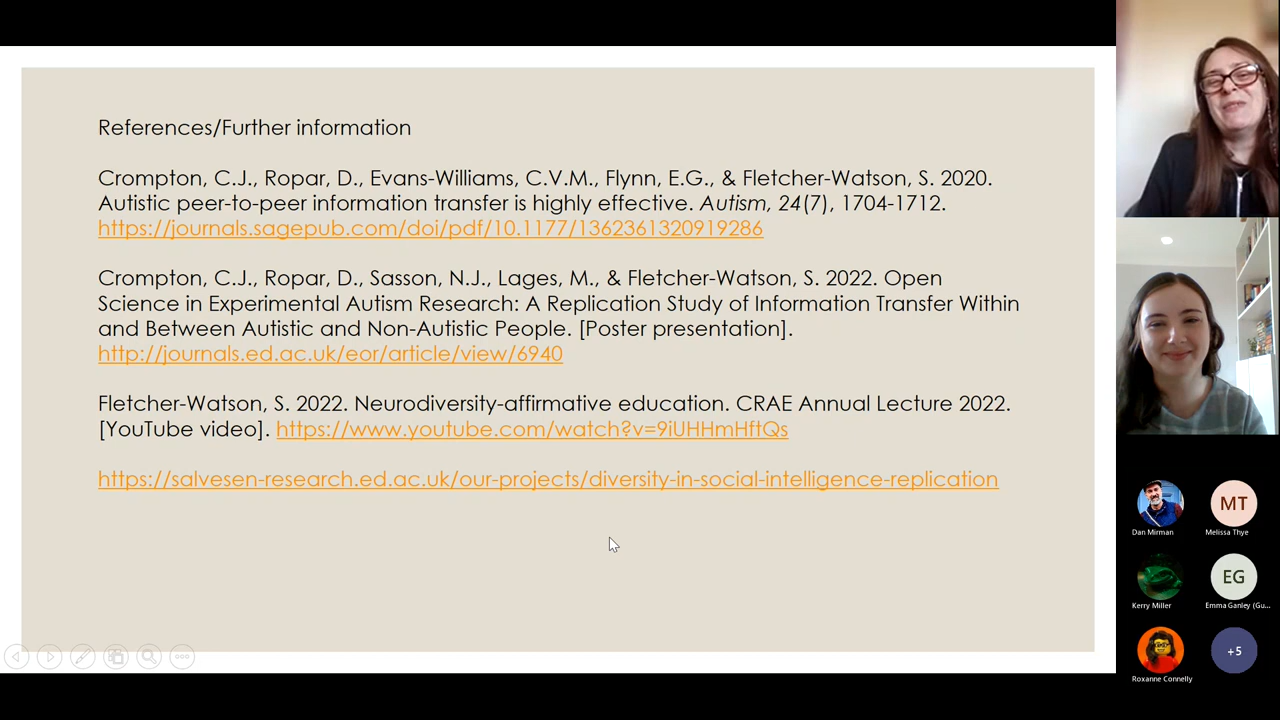 References/Further information
Crompton, C.J., Ropar, D., Evans-Williams, C.V.M., Flynn, E.G., & Fletcher-Watson, S. 2020.
Autistic peer-to-peer information transfer is highly effective. Autism, 24(7), 1704-1712.
https://journals.sagepub.com/doi/pdf/10.1177/1362361320919286
Crompton, C.J., Ropar, D., Sasson, N.J., Lages, M., & Fletcher-Watson, S. 2022. Open
Science in Experimental Autism Research: A Replication Study of Information Transfer Within
and Between Autistic and Non-Autistic People. [Poster presentation].
http://journals.ed.ac.uk/eor/article/view/6940
Fletcher-Watson, S. 2022. Neurodiversity-affirmative education. CRAE Annual Lecture 2022.
[YouTube video]. https://www.youtube.com/watch?v=9iUHHmHftQs
https://salvesen-research.ed.ac.uk/our-projects/diversity-in-social-intelligence-replication
MT
Dan Mirman
Melissa Thye
EG
Kerry Miller
Emma Ganley (Gu...
+5
Roxanne Connelly